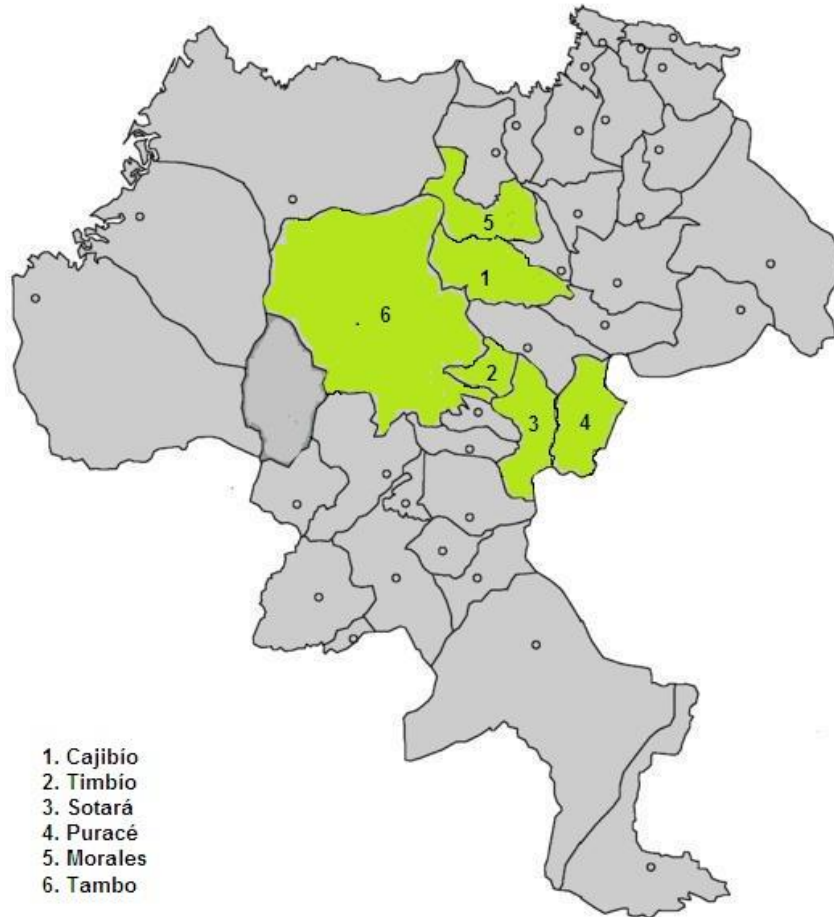 5
1
6
2
3
4
1. Cajibío
2. Timbío
3. Sotará
4. Puracé
5. Morales
6. Tambo